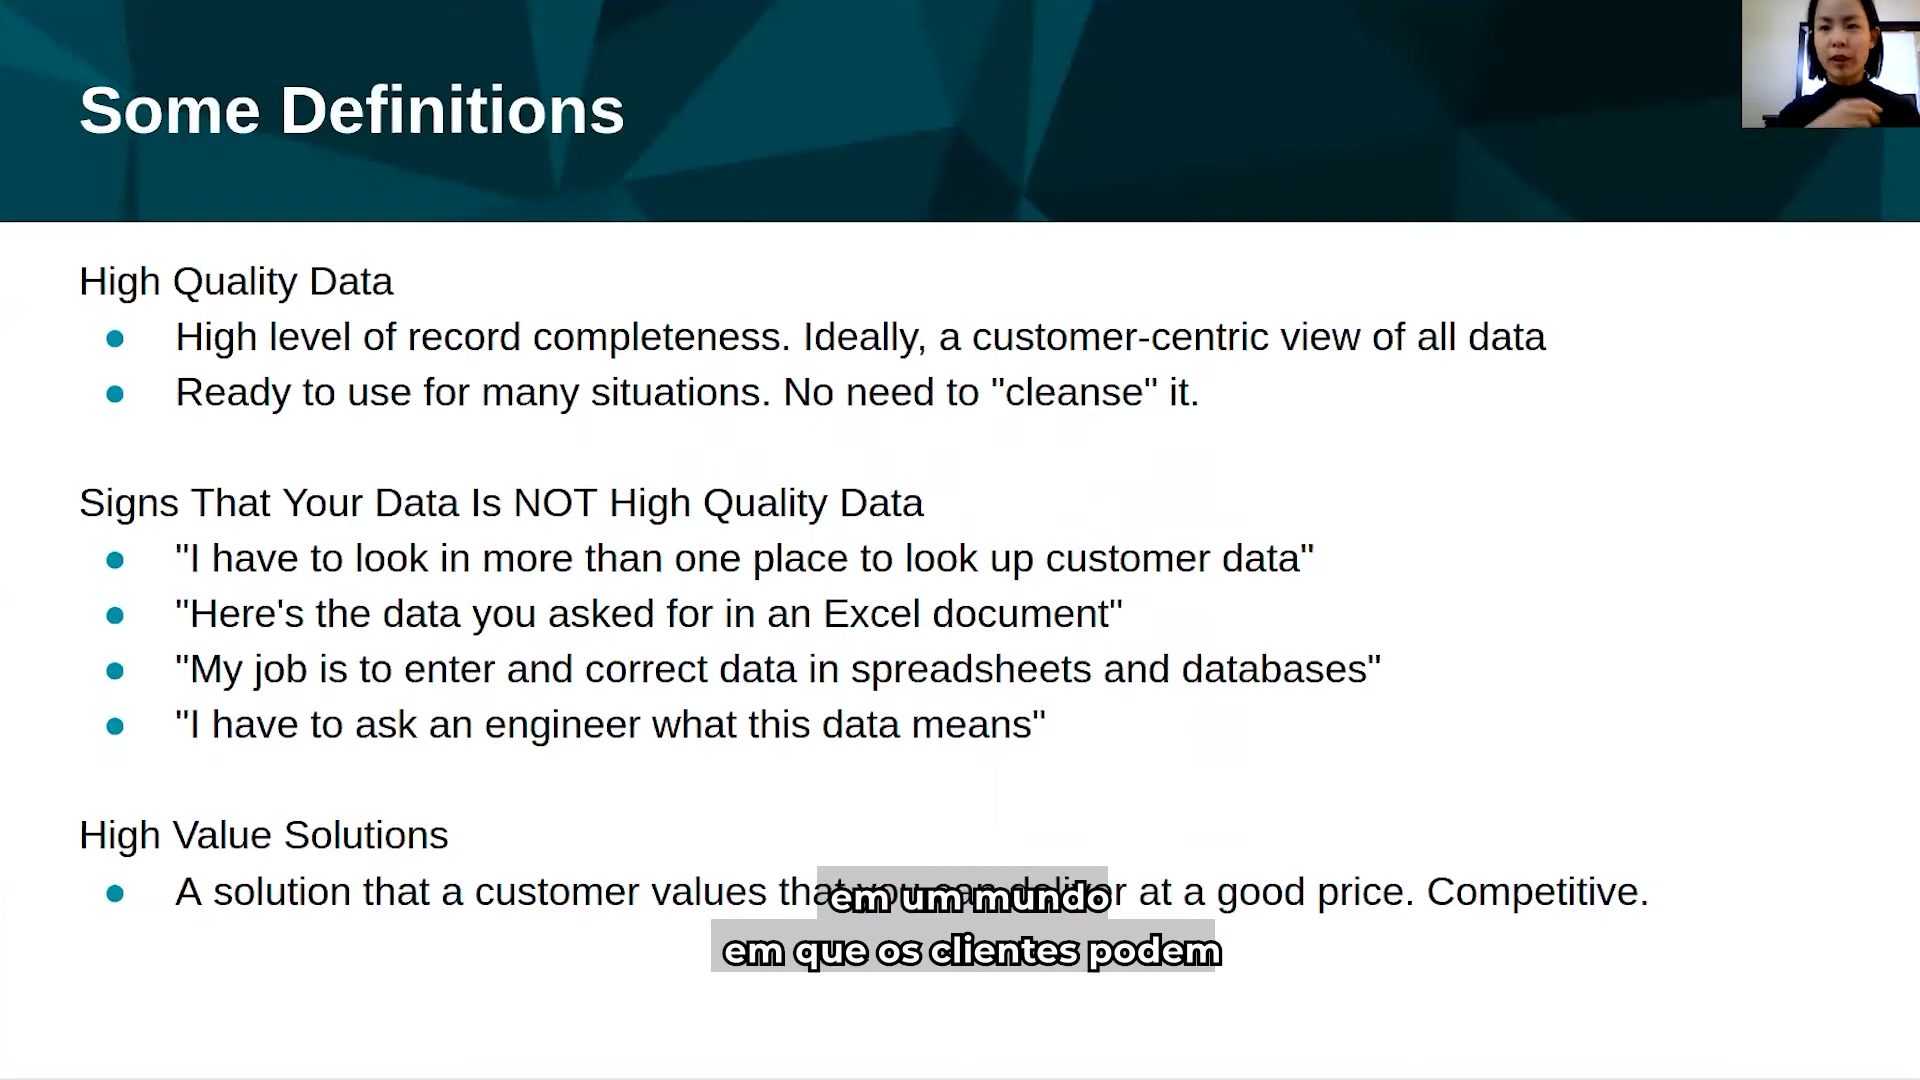 Some Definitions
High Quality Data
● High level of record completeness. Ideally, a customer-centric view of all data
● Ready to use for many situations. No need to "cleanse" it.
Signs That Your Data Is NOT High Quality Data
● "I have to look in more than one place to look up customer data"
● "Here's the data you asked for in an Excel document"
● "My job is to enter and correct data in spreadsheets and databases"
● "I have to ask an engineer what this data means"
High Value Solutions
● A solution that a customer values that you can deliver at a good price. Competitive.
em um mundo
em que os clientes podem